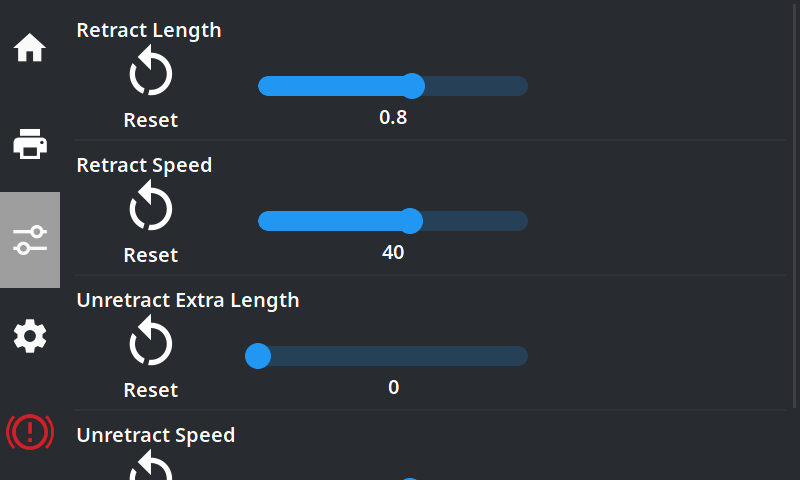 Retract Length
Reset
0.8
Retract Speed
Reset
40
Unretract Extra Length
Reset
0
Unretract Speed